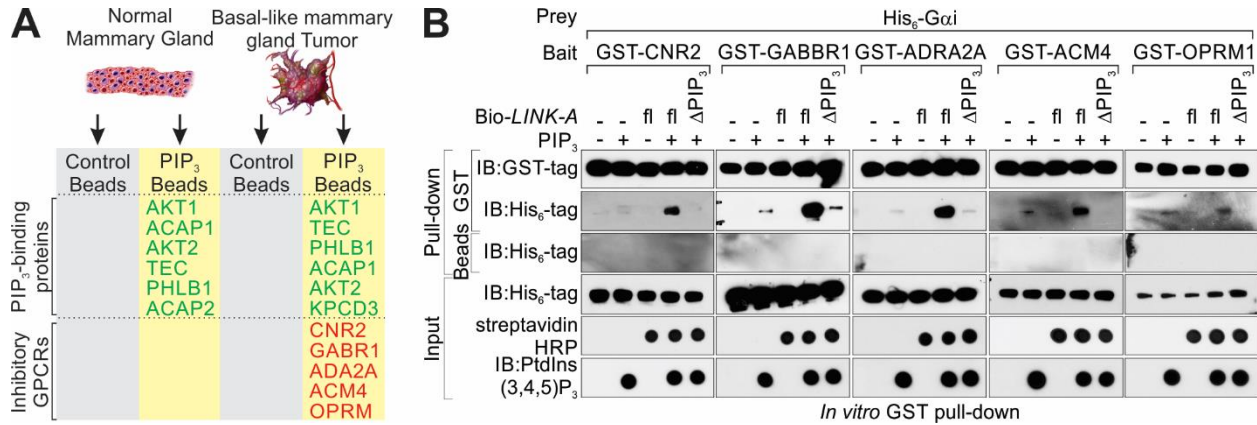 A
Normal
Mammary Gland
Basal-like mammary
gland Tumor
Control
Beads
PIP3
Beads
Control
Beads
PIP3
Beads
PIP3-binding
proteins
AKT1
ACAP1
AKT2
TEC
PHLB1
ACAP2
AKT1
TEC
PHLB1
ACAP1
AKT2
KPCD3
Inhibitory
GPCRs
CNR2
GABR1
ADA2A
ACM4
OPRM
B
Prey His6-Gαi
Bait GST-CNR2 GST-GABBR1 GST-ADRA2A GST-ACM4 GST-OPRM1
Bio-LINK-A - - fl fl ΔPIP3 - - fl fl ΔPIP3 - - fl fl ΔPIP3 - - fl fl ΔPIP3 - - fl fl ΔPIP3
PIP3 - + - + + - + - + + - + - + + - + - + + - + - + +
Pull-down
GST
IB:GST-tag
IB:His6-tag
Beads
IB:His6-tag
Input
IB:His6-tag
streptavidin
HRP
IB:PtdIns
(3,4,5)P3
In vitro GST pull-down